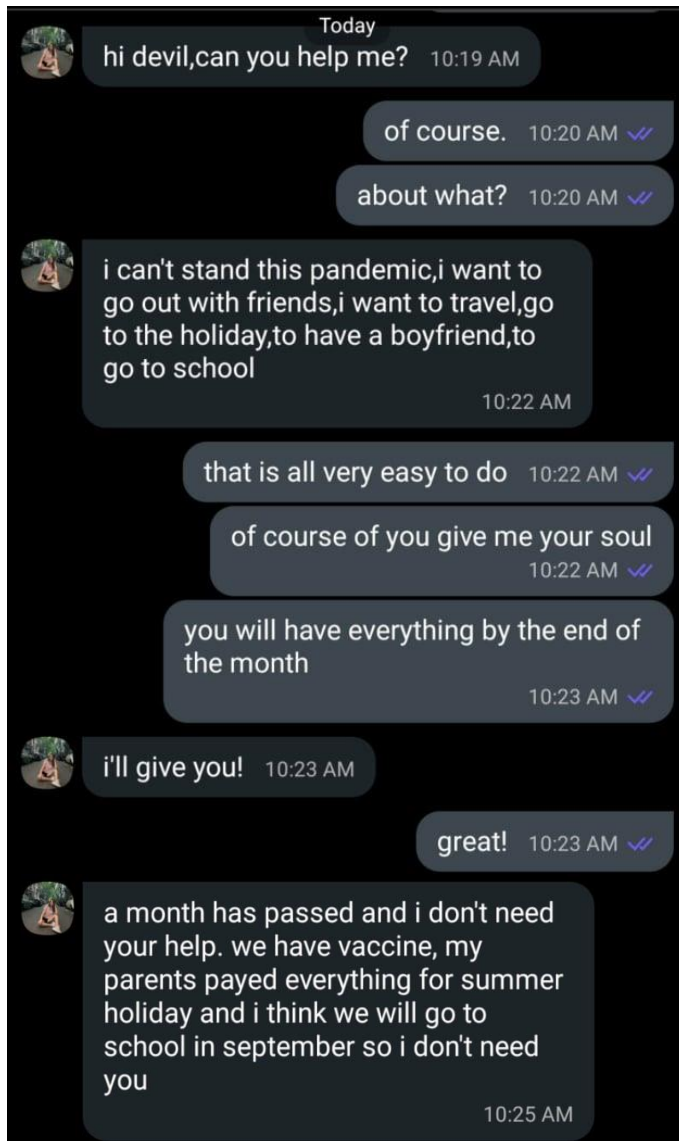 Today
hi devil,can you help me? 10:19 AM
of course. 10:20 AM
about what? 10:20 AM
i can't stand this pandemic,i want to
go out with friends,i want to travel,go
to the holiday,to have a boyfriend,to
go to school
10:22 AM
that is all very easy to do 10:22 AM
of course of you give me your soul
10:22 AM
you will have everything by the end of
the month
10:23 AM
i'll give you! 10:23 AM
great! 10:23 AM
a month has passed and i don't need
your help. we have vaccine, my
parents payed everything for summer
holiday and i think we will go to
school in september so i don't need
you
10:25 AM